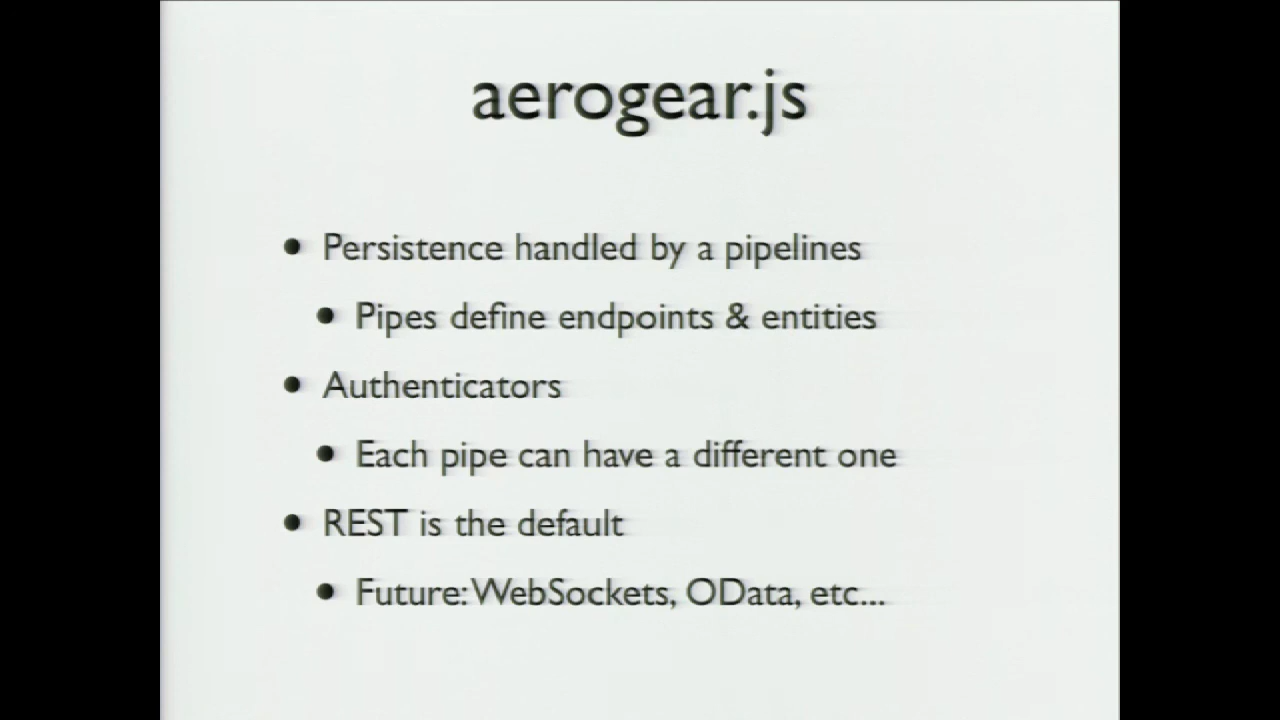 aerogear.js
• Persistence handled by a pipelines
• Pipes define endpoints & entities
• Authenticators
• Each pipe can have a different one
• REST is the default
• Future: WebSockets, OData, etc...